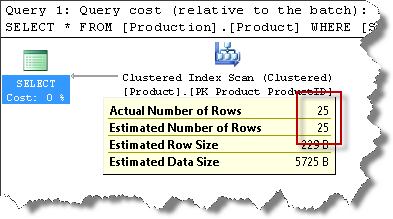 Query 1: Query cost (relative to the batch):
SELECT * FROM [Production].[Product] WHERE [S
SELECT
Cost: 0 %
Clustered Index Scan (Clustered)
[Product].[PK_Product_ProductID]
Actual Number of Rows 25
Estimated Number of Rows 25
Estimated Row Size 229 B
Estimated Data Size 5725 B